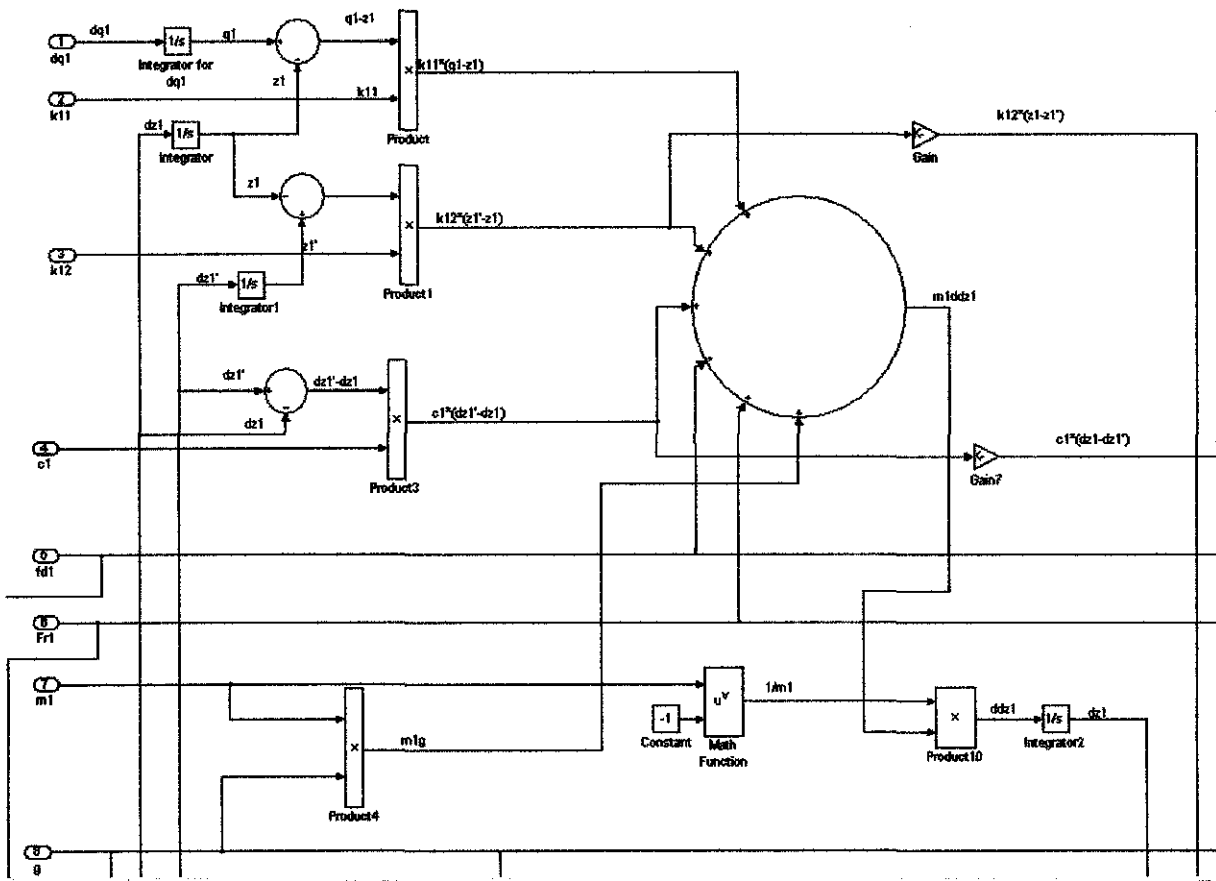 q1-z1
dq1
q1
1
1/s
dq1
Integrator for
dq1
z1
k11*(q1-z1)
2
k11
k11
×
Product
dz1
1/s
Integrator
k12*(z1-z1')
Gain
z1
×
k12*(z1'-z1)
3
k12
z1'
dz1'
1/s
Integrator1
Product1
m1ddz1
dz1'
dz1'-dz1
dz1
×
c1*(dz1'-dz1)
c1*(dz1-dz1')
4
c1
Product3
Gain7
fd1
Fr1
7
m1
u^v
1/m1
-1
Constant
Math
Function
×
ddz1
1/s
dz1
Product10
Integrator2
×
m1g
Product4
g